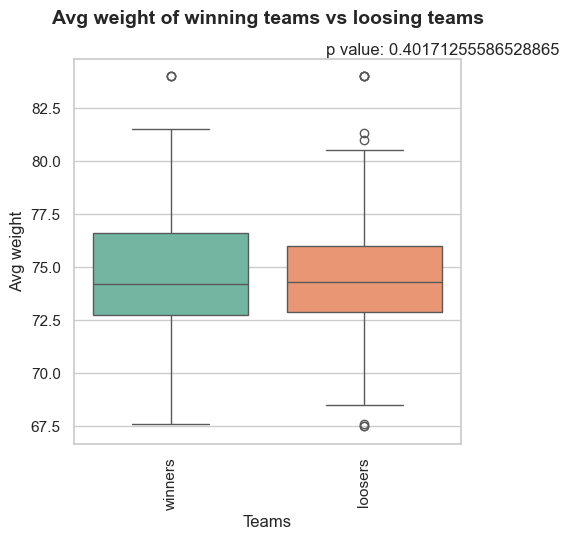 Avg weight of winning teams vs loosing teams
p value: 0.40171255586528865
Avg weight
82.5
80.0
77.5
75.0
72.5
70.0
67.5
winners
loosers
Teams